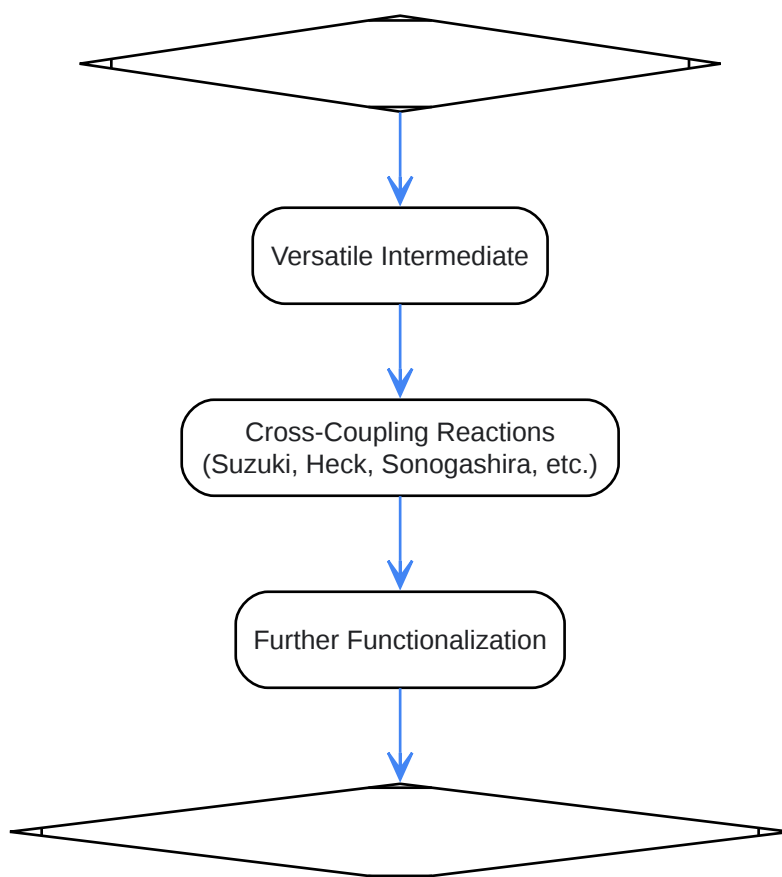 Versatile Intermediate
Cross-Coupling Reactions
(Suzuki, Heck, Sonogashira, etc.)
Further Functionalization